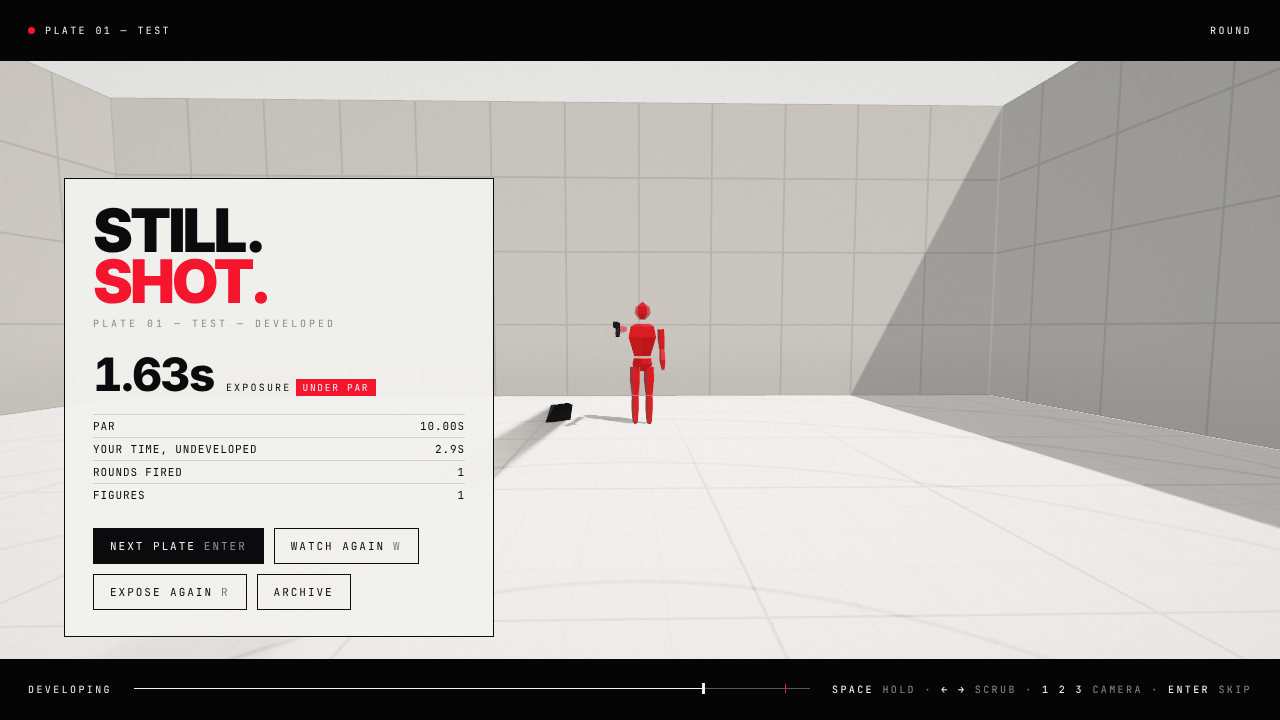 PLATE 01 — TEST
ROUND
STILL.
SHOT.
PLATE 01 — TEST — DEVELOPED
1.63s EXPOSURE UNDER PAR
PAR 10.00S
YOUR TIME, UNDEVELOPED 2.9S
ROUNDS FIRED 1
FIGURES 1
NEXT PLATE ENTER
WATCH AGAIN W
EXPOSE AGAIN R
ARCHIVE
DEVELOPING
SPACE HOLD · ← → SCRUB · 1 2 3 CAMERA · ENTER SKIP